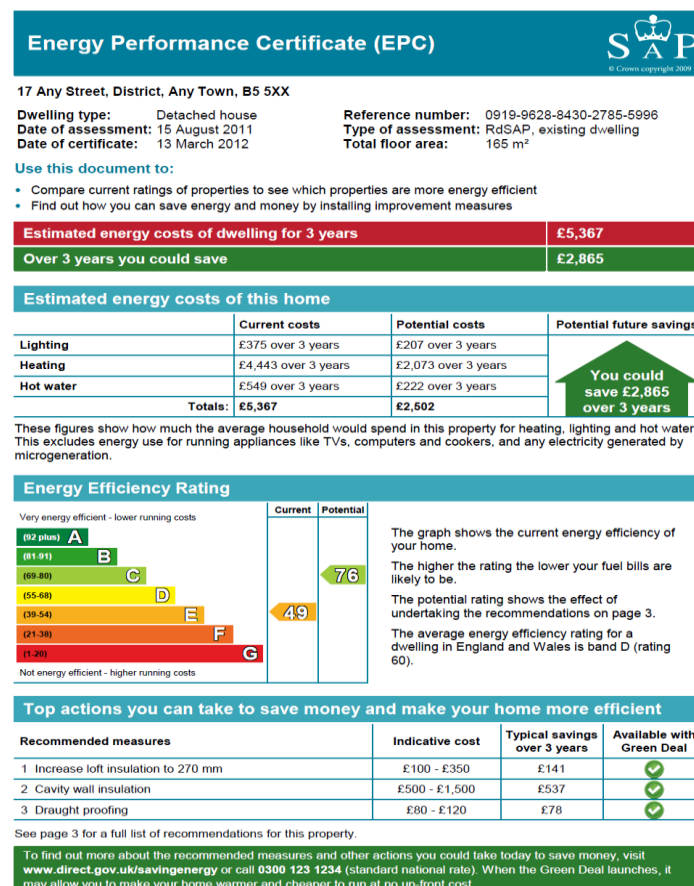 Energy Performance Certificate (EPC)
SAP
© Crown copyright 2009
17 Any Street, District, Any Town, B5 5XX
Dwelling type: Detached house
Date of assessment: 15 August 2011
Date of certificate: 13 March 2012
Reference number: 0919-9628-8430-2785-5996
Type of assessment: RdSAP, existing dwelling
Total floor area: 165 m²
Use this document to:
• Compare current ratings of properties to see which properties are more energy efficient
• Find out how you can save energy and money by installing improvement measures
Estimated energy costs of dwelling for 3 years £5,367
Over 3 years you could save £2,865
Estimated energy costs of this home
Current costs Potential costs Potential future savings
Lighting £375 over 3 years £207 over 3 years
Heating £4,443 over 3 years £2,073 over 3 years
Hot water £549 over 3 years £222 over 3 years
Totals: £5,367 £2,502
You could
save £2,865
over 3 years
These figures show how much the average household would spend in this property for heating, lighting and hot water
This excludes energy use for running appliances like TVs, computers and cookers, and any electricity generated by
microgeneration.
Energy Efficiency Rating
Current Potential
Very energy efficient - lower running costs
(92 plus) A
(81-91) B
(69-80) C
(55-68) D
(39-54) E
(21-38) F
(1-20) G
Not energy efficient - higher running costs
49
76
The graph shows the current energy efficiency of
your home.
The higher the rating the lower your fuel bills are
likely to be.
The potential rating shows the effect of
undertaking the recommendations on page 3.
The average energy efficiency rating for a
dwelling in England and Wales is band D (rating
60).
Top actions you can take to save money and make your home more efficient
Recommended measures Indicative cost Typical savings
over 3 years
Available with
Green Deal
1 Increase loft insulation to 270 mm £100 - £350 £141
2 Cavity wall insulation £500 - £1,500 £537
3 Draught proofing £80 - £120 £78
See page 3 for a full list of recommendations for this property.
To find out more about the recommended measures and other actions you could take today to save money, visit
www.direct.gov.uk/savingenergy or call 0300 123 1234 (standard national rate). When the Green Deal launches, it
may allow you to make your home warmer and cheaper to run at no up-front cost